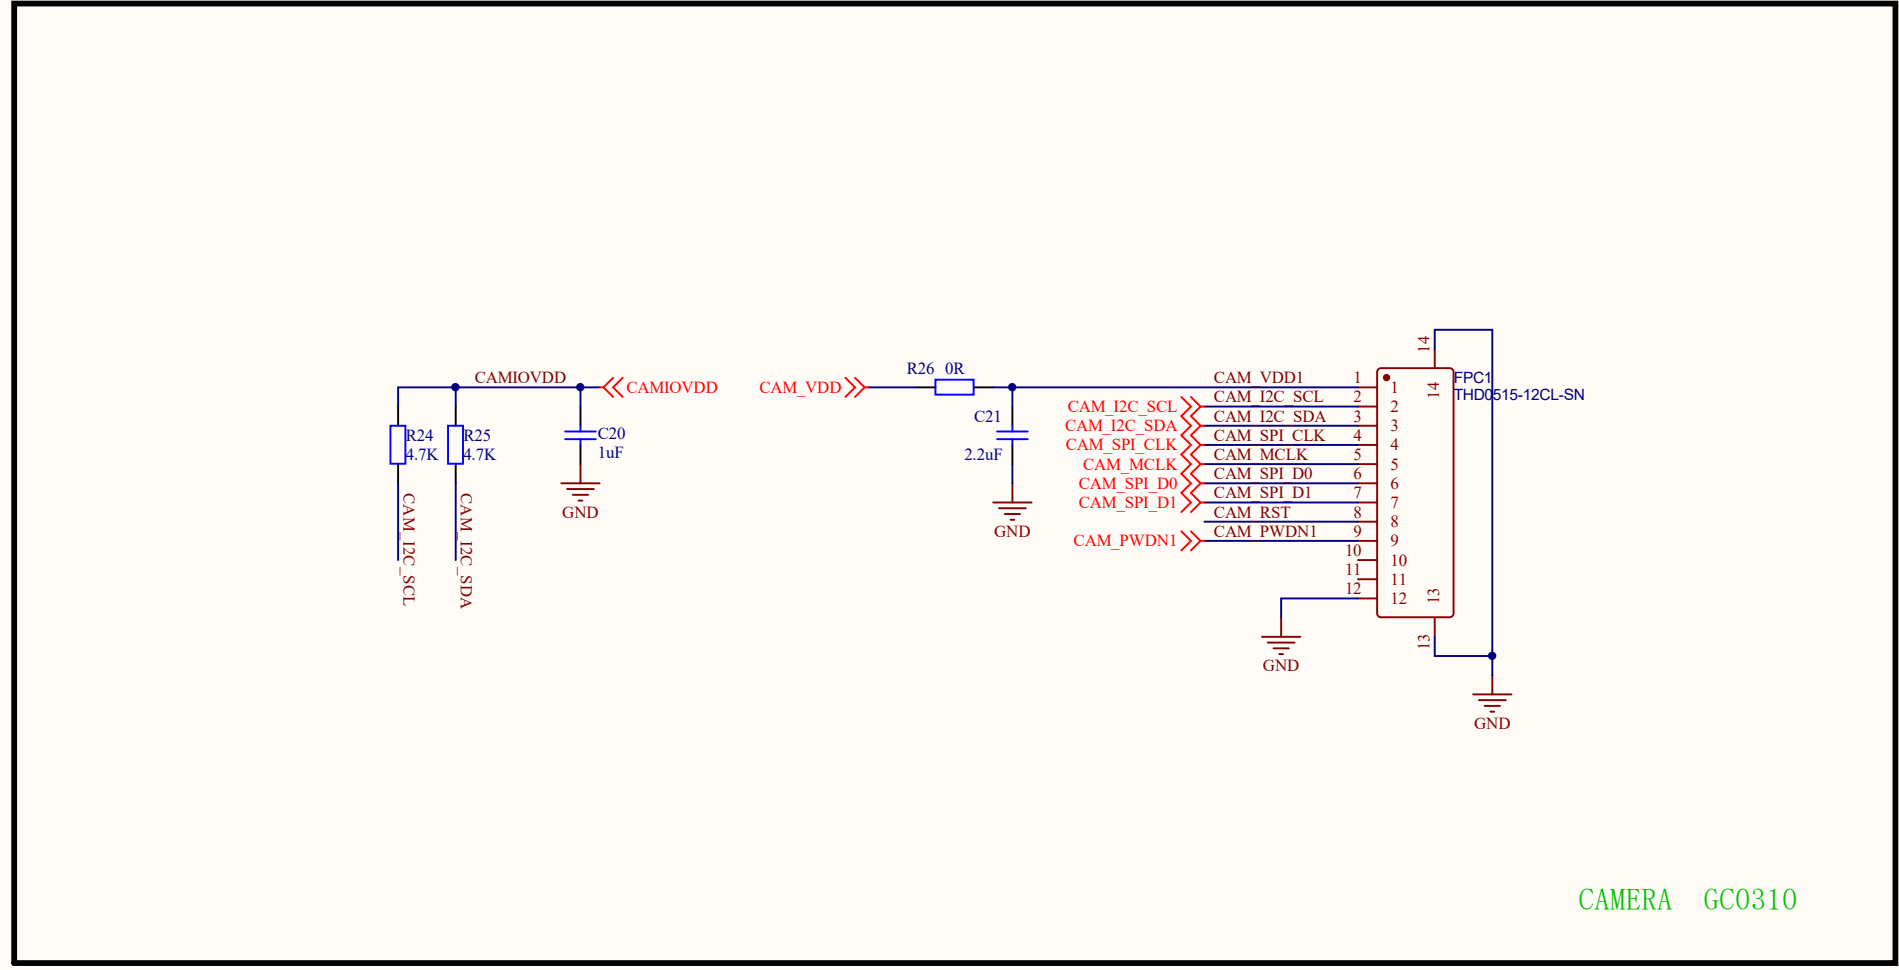 CAMIOVDD
CAMIOVDD
R24
4.7K
R25
4.7K
C20
1uF
GND
CAM_I2C_SCL
CAM_I2C_SDA
CAM_VDD
R26 0R
C21
2.2uF
GND
CAM_VDD1 1 1
CAM_I2C_SCL CAM_I2C_SCL 2 2
CAM_I2C_SDA CAM_I2C_SDA 3 3
CAM_SPI_CLK CAM_SPI_CLK 4 4
CAM_MCLK CAM_MCLK 5 5
CAM_SPI_D0 CAM_SPI_D0 6 6
CAM_SPI_D1 CAM_SPI_D1 7 7
CAM_RST 8 8
CAM_PWDN1 CAM_PWDN1 9 9
10 10
11 11
12 12
GND
14
14
FPC1
THD0515-12CL-SN
13
13
GND
CAMERA GC0310